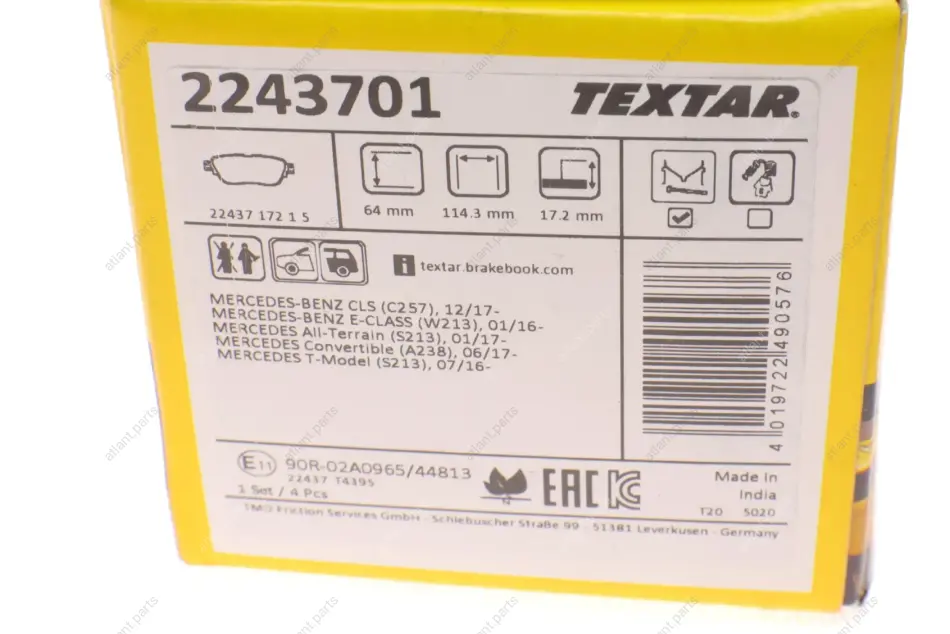 2243701
TEXTAR®
22437 172 1 5
64 mm
114.3 mm
17.2 mm
i textar.brakebook.com
MERCEDES-BENZ CLS (C257), 12/17-
MERCEDES-BENZ E-CLASS (W213), 01/16-
MERCEDES All-Terrain (S213), 01/17-
MERCEDES Convertible (A238), 06/17-
MERCEDES T-Model (S213), 07/16-
4 019722 490576
E11 90R-02A0965/44813
22437 T4395
1 Set / 4 Pcs
EAC KC
Made in
India
T20 5020
TMD Friction Services GmbH - Schlebuscher Straße 99 - 51381 Leverkusen - Germany
atlant.parts